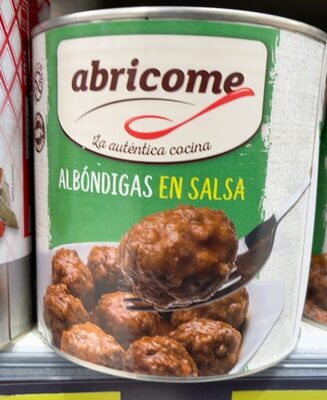 abricome
La auténtica cocina
ALBÓNDIGAS EN SALSA